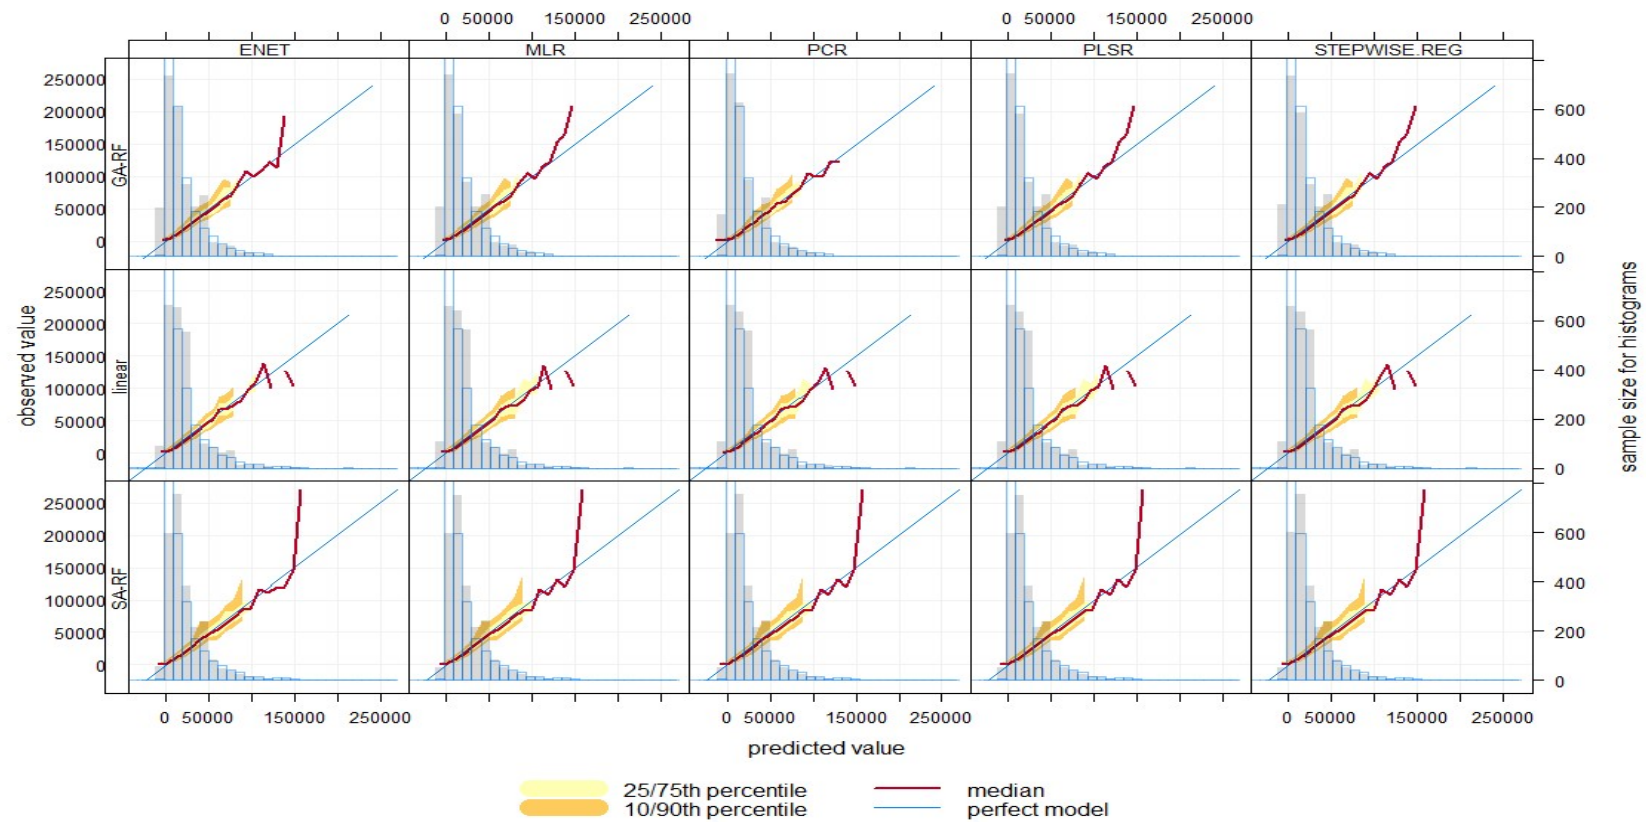 0 50000 150000 250000 0 50000 150000 250000
ENET MLR PCR PLSR STEPWISE.REG
GA-RF
250000
200000
150000
100000
50000
0
600
400
200
0
linear
250000
200000
150000
100000
50000
0
600
400
200
0
SA-RF
250000
200000
150000
100000
50000
0
600
400
200
0
observed value
sample size for histograms
0 50000 150000 250000 0 50000 150000 250000 0 50000 150000 250000
predicted value
25/75th percentile median
10/90th percentile perfect model